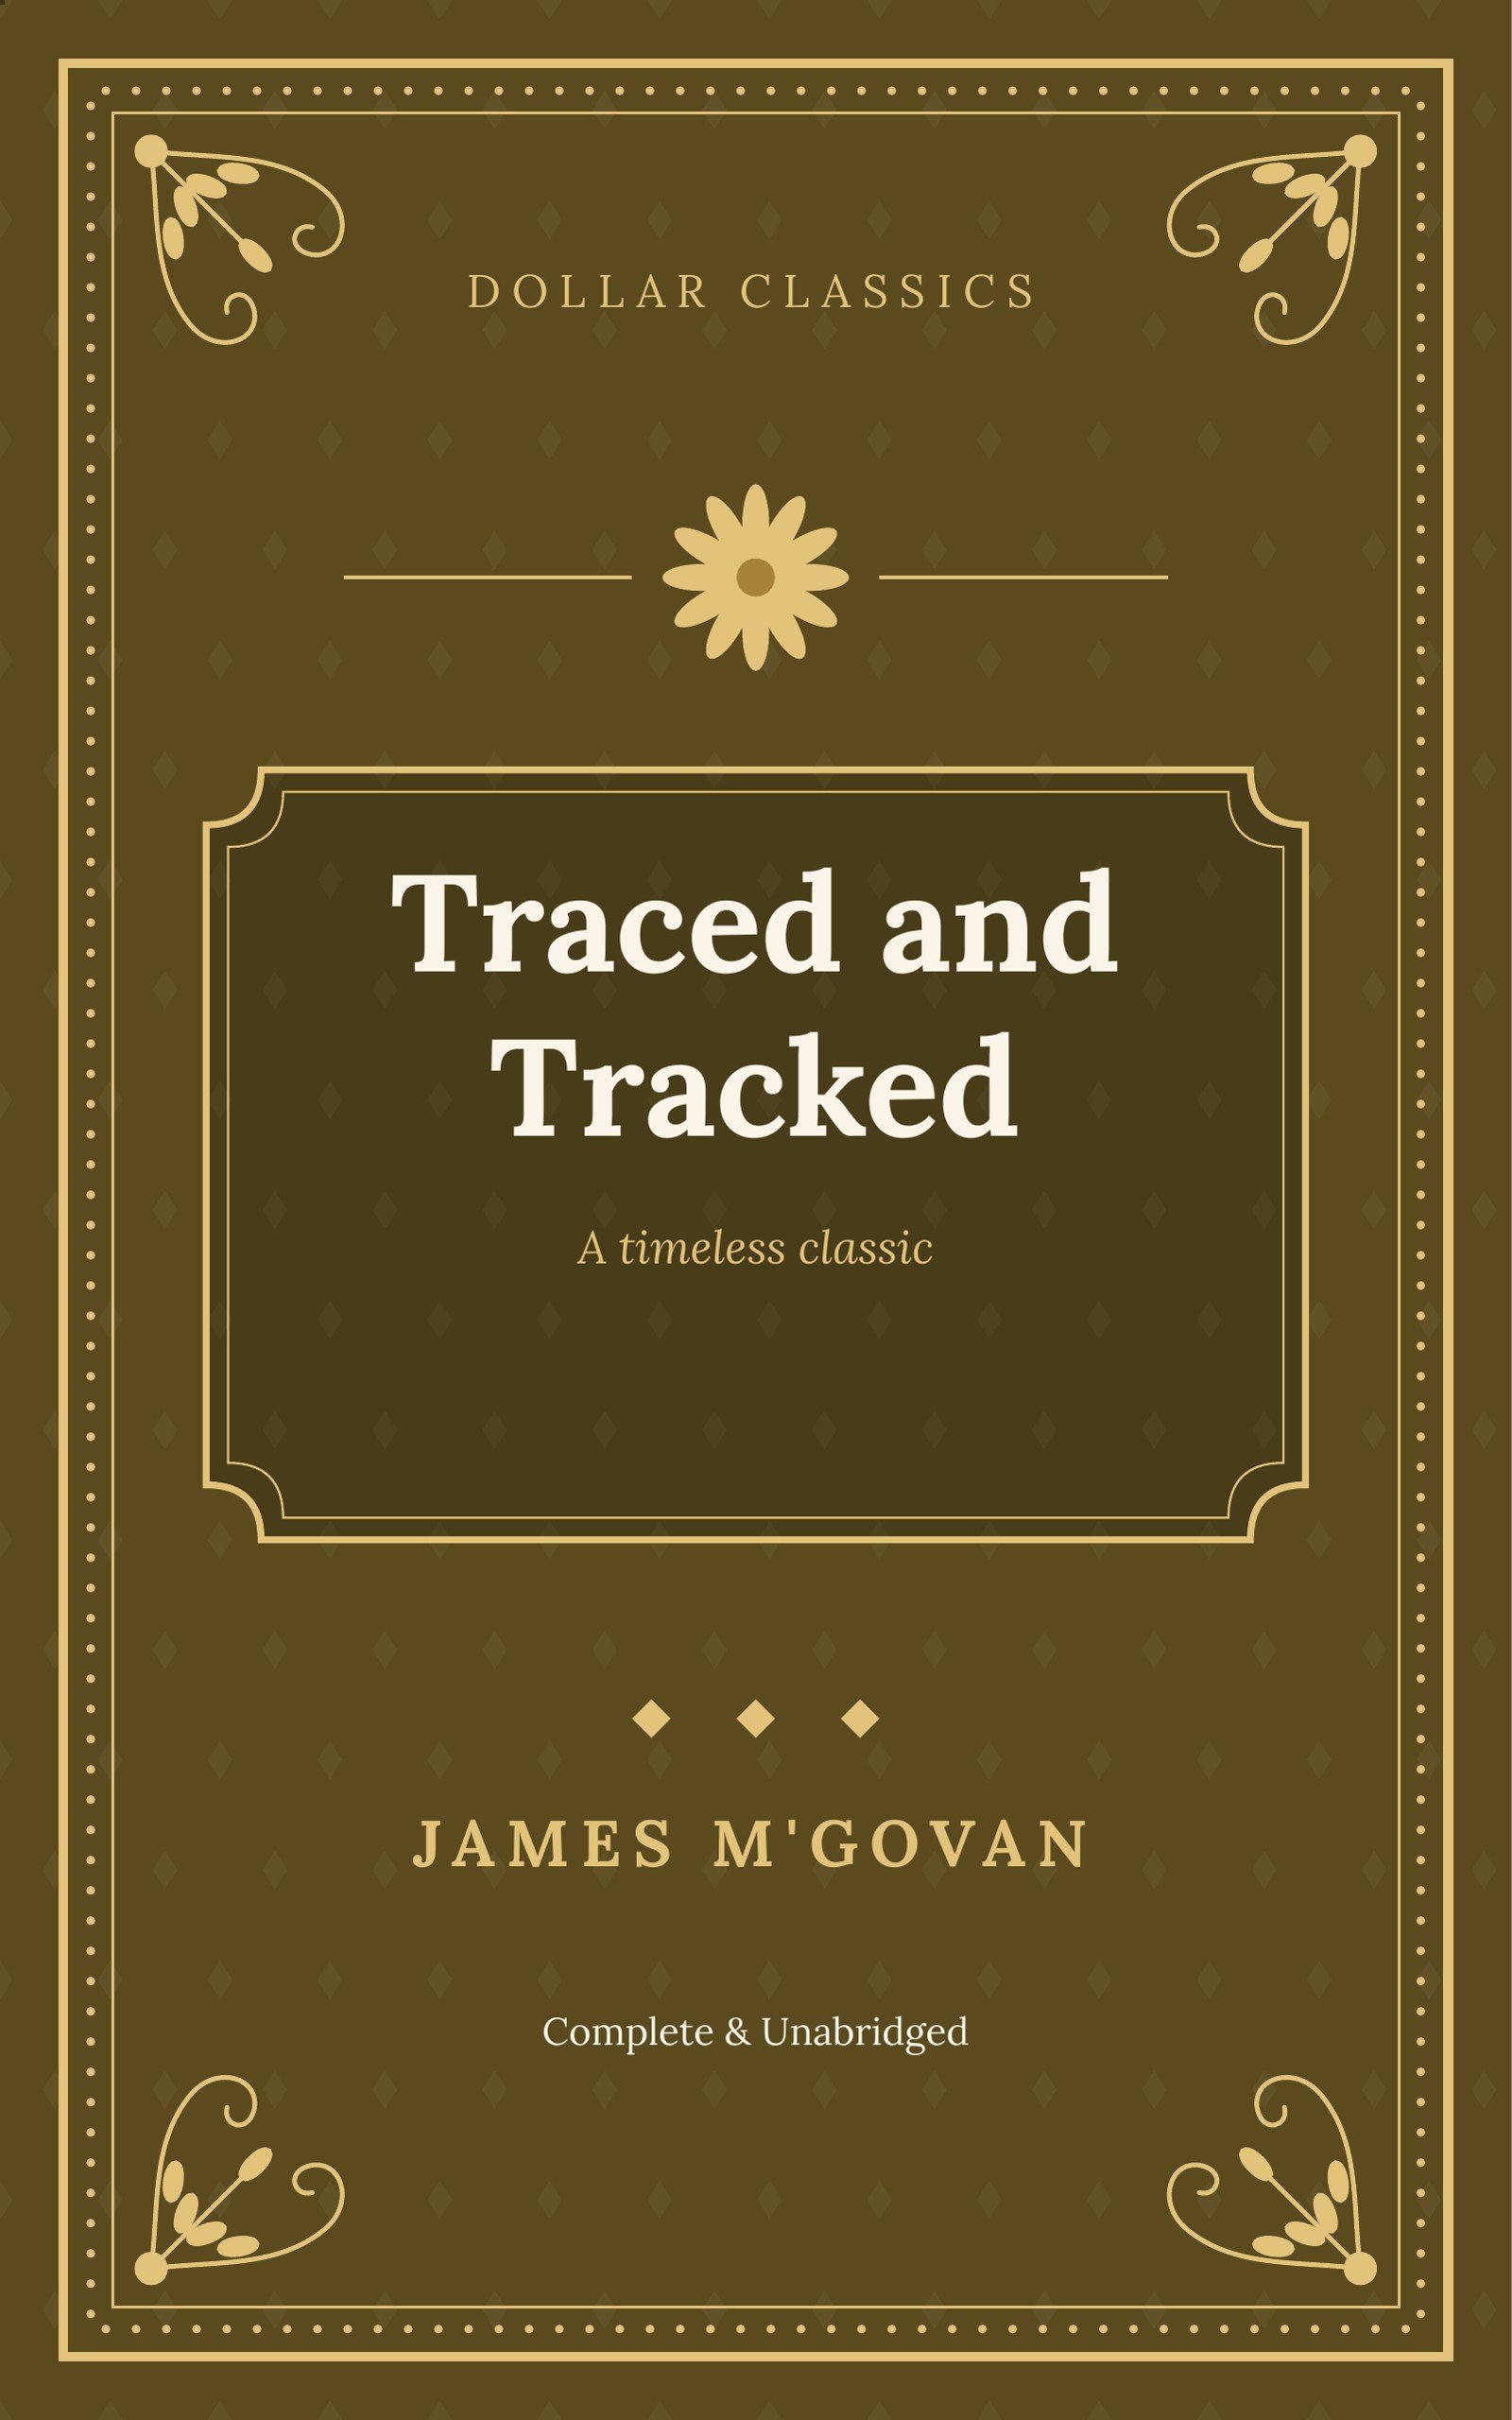 DOLLAR CLASSICS
Traced and
Tracked
A timeless classic
JAMES M'GOVAN
Complete & Unabridged